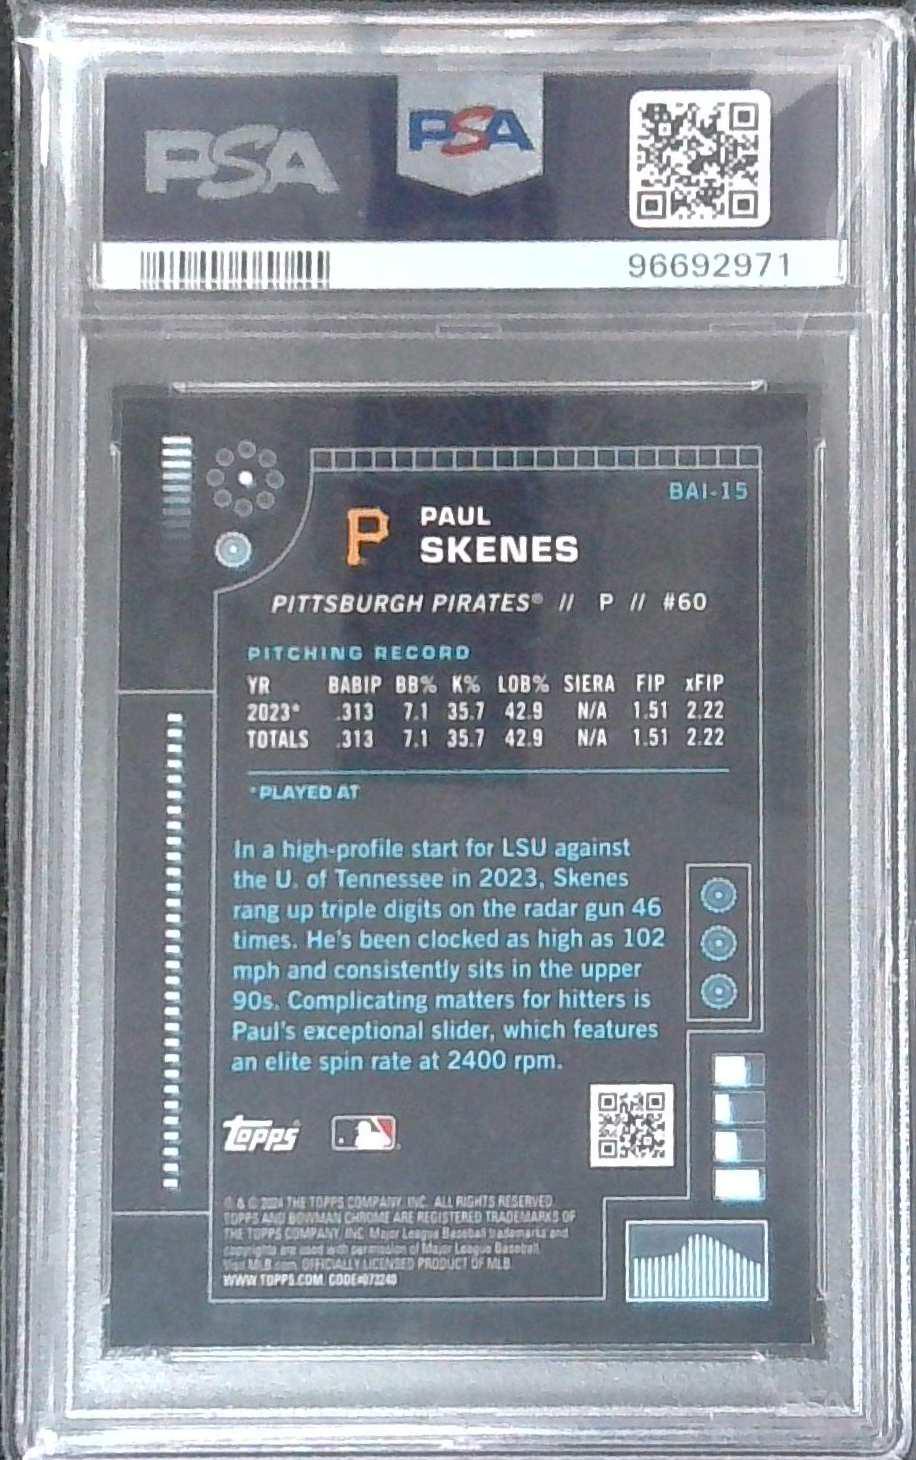 PSA
PSA
96692971
BAI-15
P
PAUL
SKENES
PITTSBURGH PIRATES® // P // #60
PITCHING RECORD
YR BABIP BB% K% LOB% SIERA FIP xFIP
2023* .313 7.1 35.7 42.9 N/A 1.51 2.22
TOTALS .313 7.1 35.7 42.9 N/A 1.51 2.22
*PLAYED AT
In a high-profile start for LSU against
the U. of Tennessee in 2023, Skenes
rang up triple digits on the radar gun 46
times. He's been clocked as high as 102
mph and consistently sits in the upper
90s. Complicating matters for hitters is
Paul's exceptional slider, which features
an elite spin rate at 2400 rpm.
Topps
® & © 2024 THE TOPPS COMPANY, INC. ALL RIGHTS RESERVED.
TOPPS AND BOWMAN CHROME ARE REGISTERED TRADEMARKS OF
THE TOPPS COMPANY, INC. Major League Baseball trademarks and
copyrights are used with permission of Major League Baseball.
Visit MLB.com. OFFICIALLY LICENSED PRODUCT OF MLB
WWW.TOPPS.COM CODE#073240